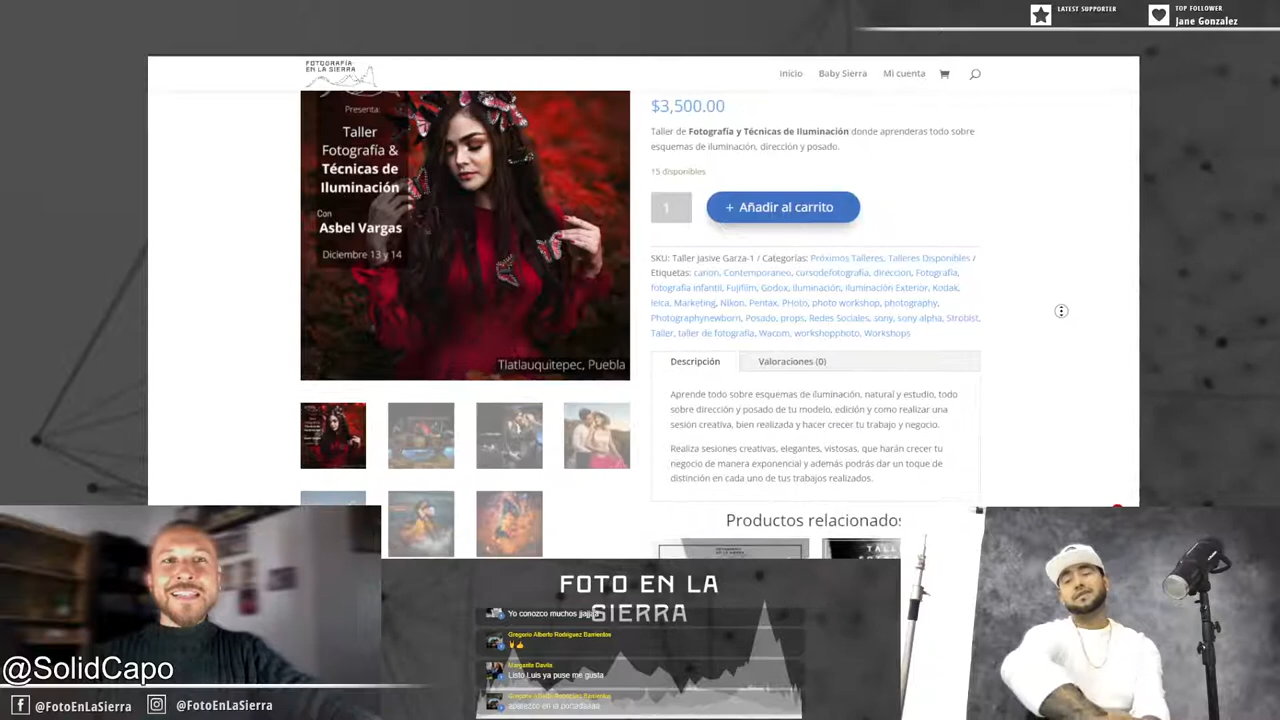 LATEST SUPPORTER
TOP FOLLOWER
Jane Gonzalez
FOTOGRAFÍA
EN LA SIERRA
Inicio
Baby Sierra
Mi cuenta
Presenta:
Taller
Fotografía &
Técnicas de
Iluminación
Con
Asbel Vargas
Diciembre 13 y 14
Tlatlauquitepec, Puebla
$3,500.00
Taller de Fotografía y Técnicas de Iluminación donde aprenderas todo sobre
esquemas de iluminación, dirección y posado.
15 disponibles
1
+ Añadir al carrito
SKU: Taller Jasive Garza-1 / Categorías: Próximos Talleres, Talleres Disponibles /
Etiquetas: canon, Contemporaneo, cursodefotografia, direccion, Fotografía,
fotografia infantil, Fujifilm, Godox, Iluminación, Iluminación Exterior, Kodak,
leica, Marketing, Nikon, Pentax, PHoto, photo workshop, photography,
Photographynewborn, Posado, props, Redes Sociales, sony, sony alpha, Strobist,
Taller, taller de fotografia, Wacom, workshopphoto, Workshops
Descripción
Valoraciones (0)
Aprende todo sobre esquemas de iluminación, natural y estudio, todo
sobre dirección y posado de tu modelo, edición y como realizar una
sesión creativa, bien realizada y hacer crecer tu trabajo y negocio.
Realiza sesiones creativas, elegantes, vistosas, que harán crecer tu
negocio de manera exponencial y además podrás dar un toque de
distinción en cada uno de tus trabajos realizados.
Productos relacionados
FOTO EN LA
SIERRA
Yo conozco muchos jjajjaja
Gregorio Alberto Rodriguez Barrientos
Margarita Davila
Listo Luis ya puse me gusta
Gregorio Alberto Rodriguez Barrientos
aparezco en la
@SolidCapo
@FotoEnLaSierra
@FotoEnLaSierra